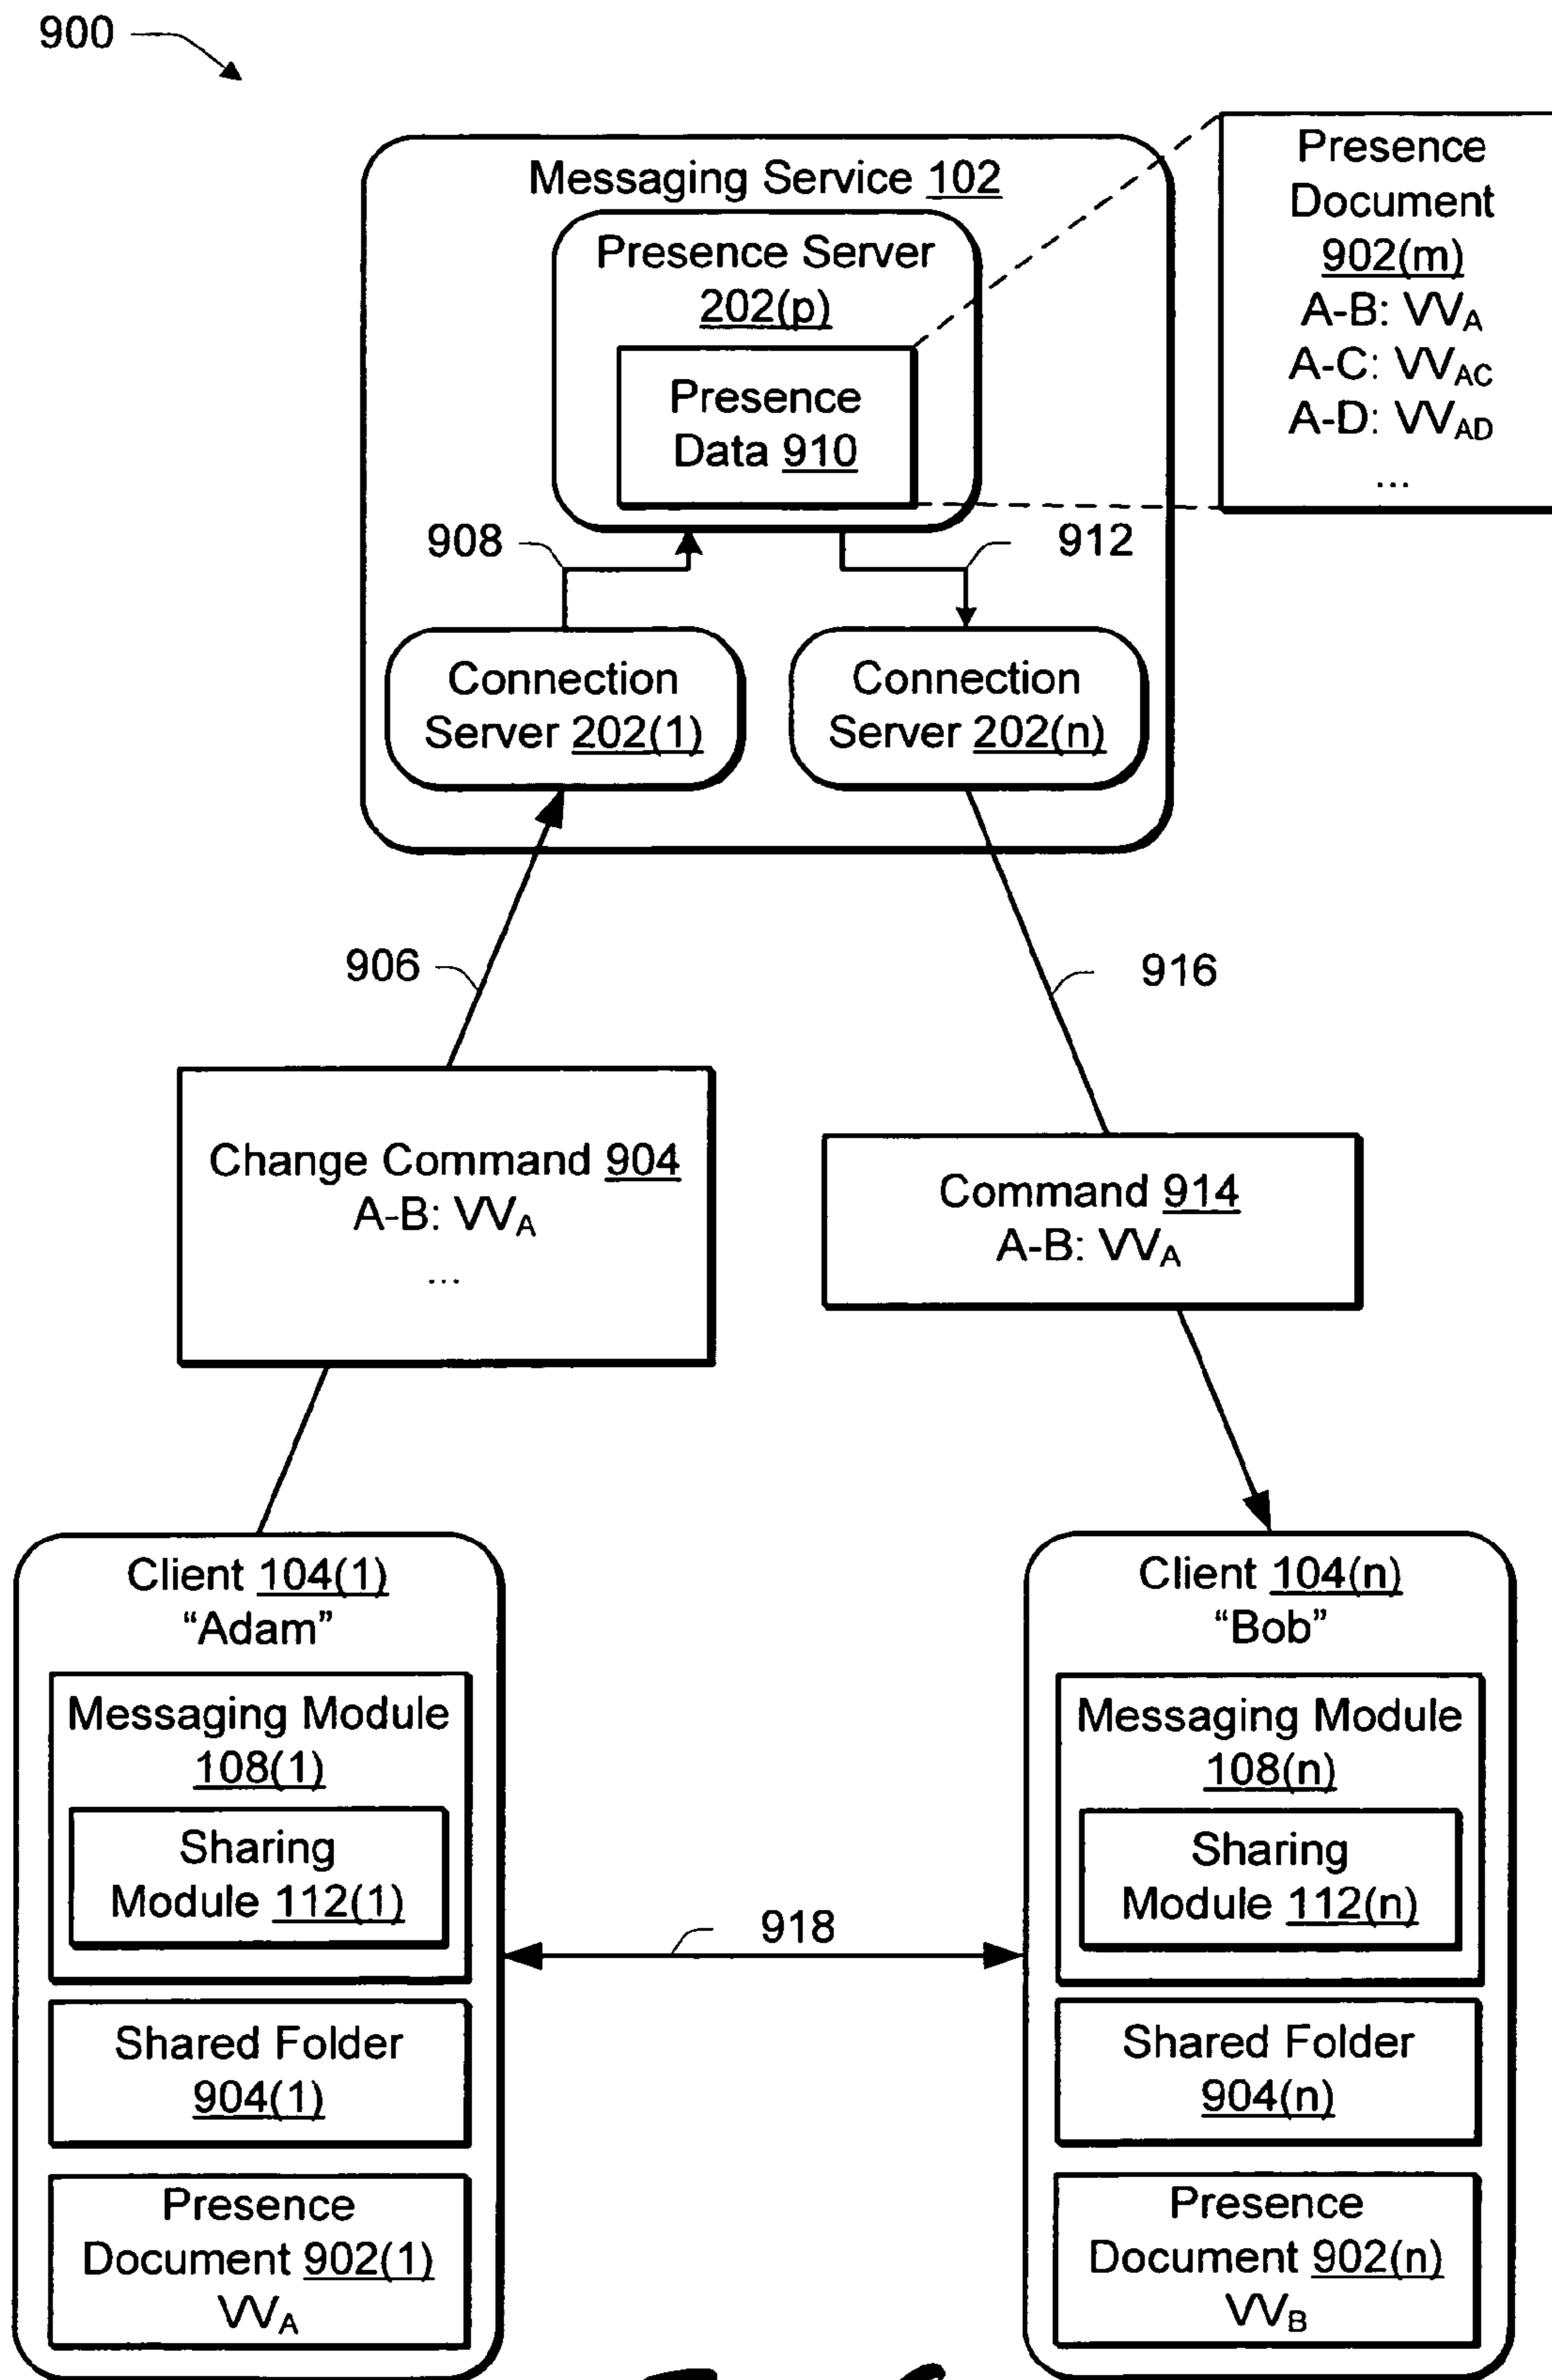 900
Messaging Service 102
Presence Server
202(p)
Presence
Data 910
Presence
Document
902(m)
A-B: VVA
A-C: VVAC
A-D: VVAD
...
908
912
Connection
Server 202(1)
Connection
Server 202(n)
906
916
Change Command 904
A-B: VVA
...
Command 914
A-B: VVA
Client 104(1)
“Adam”
Messaging Module
108(1)
Sharing
Module 112(1)
Shared Folder
904(1)
Presence
Document 902(1)
VVA
918
Client 104(n)
“Bob”
Messaging Module
108(n)
Sharing
Module 112(n)
Shared Folder
904(n)
Presence
Document 902(n)
VVB